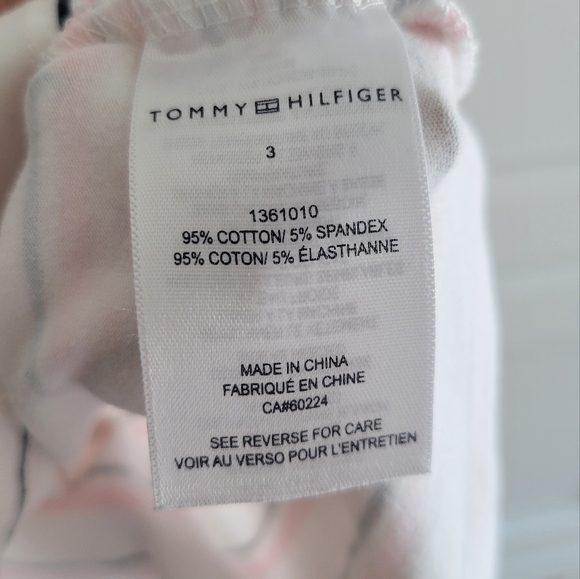 TOMMY HILFIGER
3
1361010
95% COTTON/ 5% SPANDEX
95% COTON/ 5% ÉLASTHANNE
MADE IN CHINA
FABRIQUÉ EN CHINE
CA#60224
SEE REVERSE FOR CARE
VOIR AU VERSO POUR L'ENTRETIEN